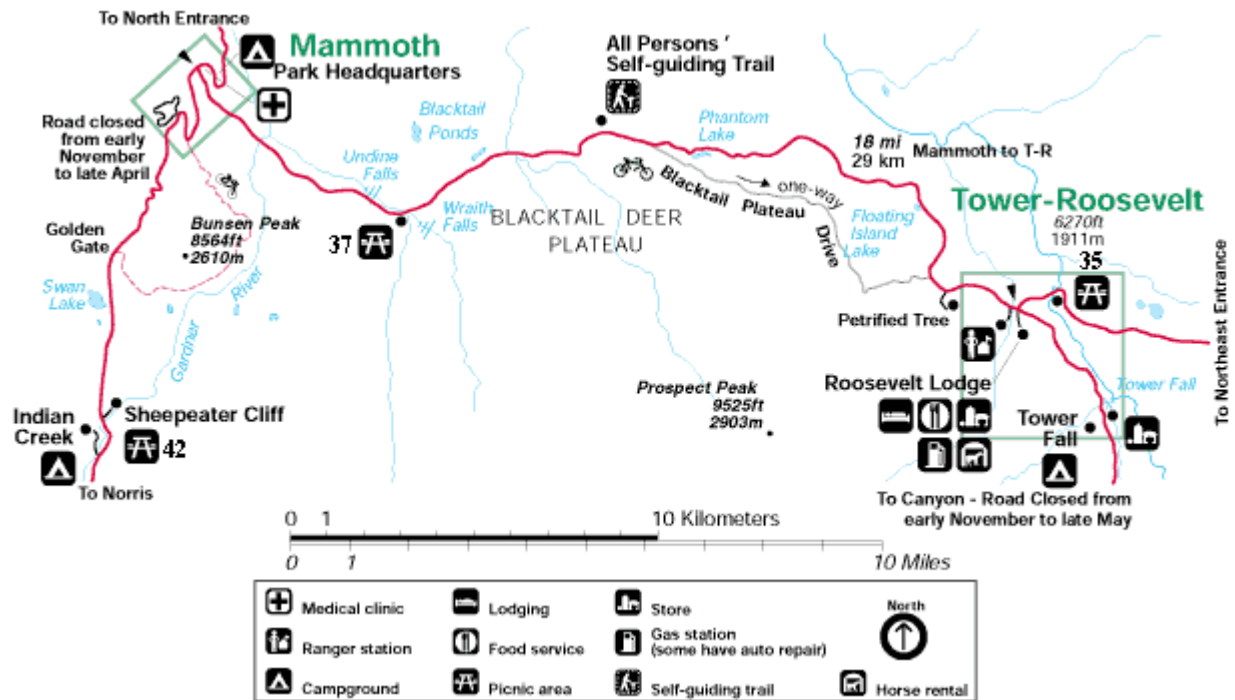 To North Entrance
Mammoth
Park Headquarters
All Persons '
Self-guiding Trail
Road closed
from early
November
to late April
Blacktail
Ponds
Phantom
Lake
18 mi
29 km
Mammoth to T-R
Undine
Falls
Wraith
Falls
one-way
Blacktail Plateau
Drive
BLACKTAIL DEER
PLATEAU
Tower-Roosevelt
6270ft
1911m
35
Golden
Gate
Bunsen Peak
8564ft
2610m
37
Floating
Island
Lake
Swan
Lake
Gardner
River
Petrified Tree
To Northeast Entrance
Prospect Peak
9525ft
2903m
Roosevelt Lodge
Tower Fall
Tower
Fall
Indian
Creek
Sheepeater Cliff
42
To Norris
To Canyon - Road Closed from
early November to late May
0 1 10 Kilometers
0 1 10 Miles
Medical clinic
Lodging
Store
North
Ranger station
Food service
Gas station
(some have auto repair)
Campground
Picnic area
Self-guiding trail
Horse rental